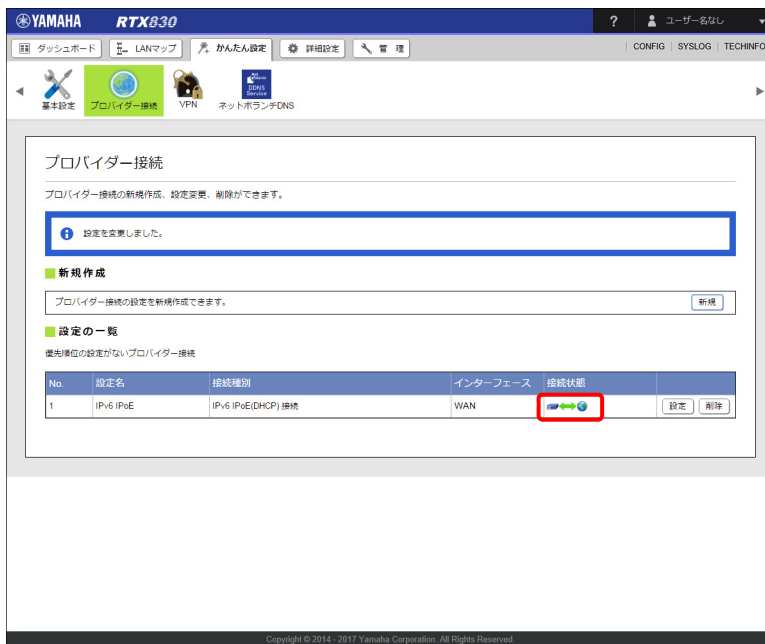 YAMAHA RTX830 ? ユーザー名なし
ダッシュボード LANマップ かんたん設定 詳細設定 管 理 CONFIG SYSLOG TECHINFO
DDNS Service
基本設定 プロバイダー接続 VPN ネットボランチDNS
プロバイダー接続
プロバイダー接続の新規作成、設定変更、削除ができます。
設定を変更しました。
新規作成
プロバイダー接続の設定を新規作成できます。 新規
設定の一覧
優先順位の設定がないプロバイダー接続
No. 設定名 接続種別 インターフェース 接続状態
1 IPv6 IPoE IPv6 IPoE(DHCP) 接続 WAN 設定 削除
Copyright © 2014 - 2017 Yamaha Corporation. All Rights Reserved.